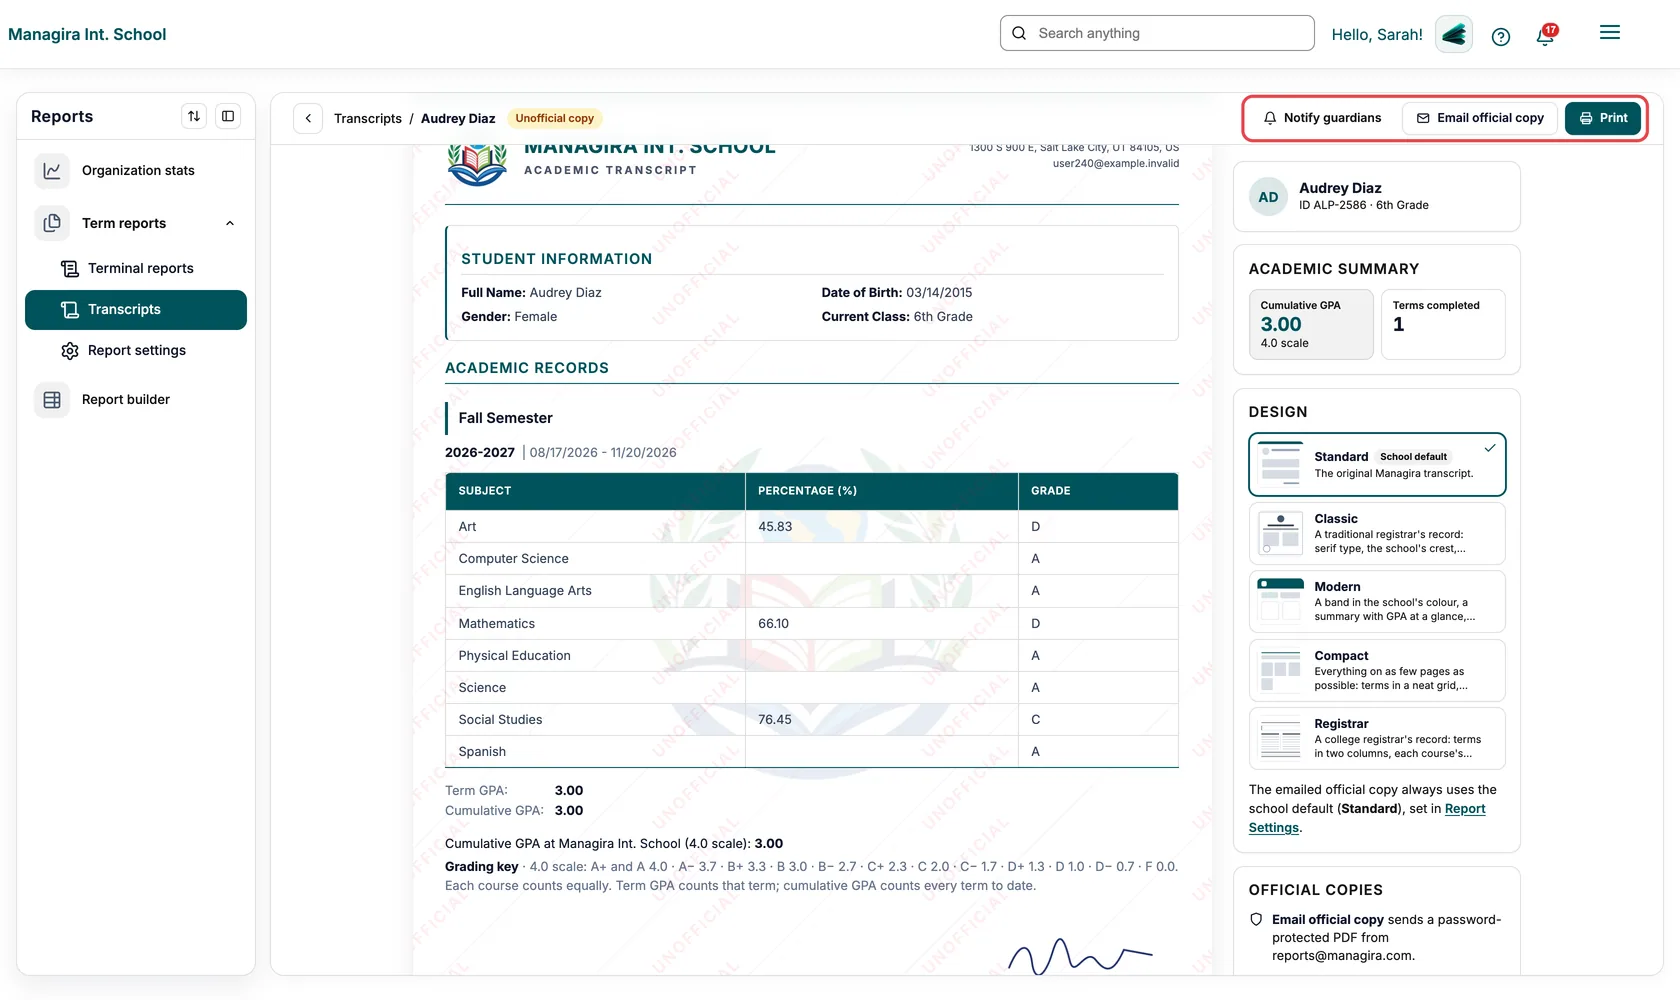 Managira Int. School
Search anything
Hello, Sarah!
17
Reports
Organization stats
Term reports
Terminal reports
Transcripts
Report settings
Report builder
Transcripts / Audrey Diaz
Unofficial copy
Notify guardians
Email official copy
Print
MANAGIRA INT. SCHOOL
ACADEMIC TRANSCRIPT
1300 S 900 E, Salt Lake City, UT 84105, US
user240@example.invalid
STUDENT INFORMATION
Full Name: Audrey Diaz
Date of Birth: 03/14/2015
Gender: Female
Current Class: 6th Grade
ACADEMIC RECORDS
Fall Semester
2026-2027 | 08/17/2026 - 11/20/2026
SUBJECT PERCENTAGE (%) GRADE
Art 45.83 D
Computer Science A
English Language Arts A
Mathematics 66.10 D
Physical Education A
Science A
Social Studies 76.45 C
Spanish A
Term GPA: 3.00
Cumulative GPA: 3.00
Cumulative GPA at Managira Int. School (4.0 scale): 3.00
Grading key · 4.0 scale: A+ and A 4.0 · A− 3.7 · B+ 3.3 · B 3.0 · B− 2.7 · C+ 2.3 · C 2.0 · C− 1.7 · D+ 1.3 · D 1.0 · D− 0.7 · F 0.0.
Each course counts equally. Term GPA counts that term; cumulative GPA counts every term to date.
UNOFFICIAL
AD
Audrey Diaz
ID ALP-2586 · 6th Grade
ACADEMIC SUMMARY
Cumulative GPA
3.00
4.0 scale
Terms completed
1
DESIGN
Standard School default
The original Managira transcript.
Classic
A traditional registrar's record:
serif type, the school's crest,...
Modern
A band in the school's colour, a
summary with GPA at a glance,...
Compact
Everything on as few pages as
possible: terms in a neat grid,...
Registrar
A college registrar's record: terms
in two columns, each course's...
The emailed official copy always uses the
school default (Standard), set in Report
Settings.
OFFICIAL COPIES
Email official copy sends a password-
protected PDF from
reports@managira.com.